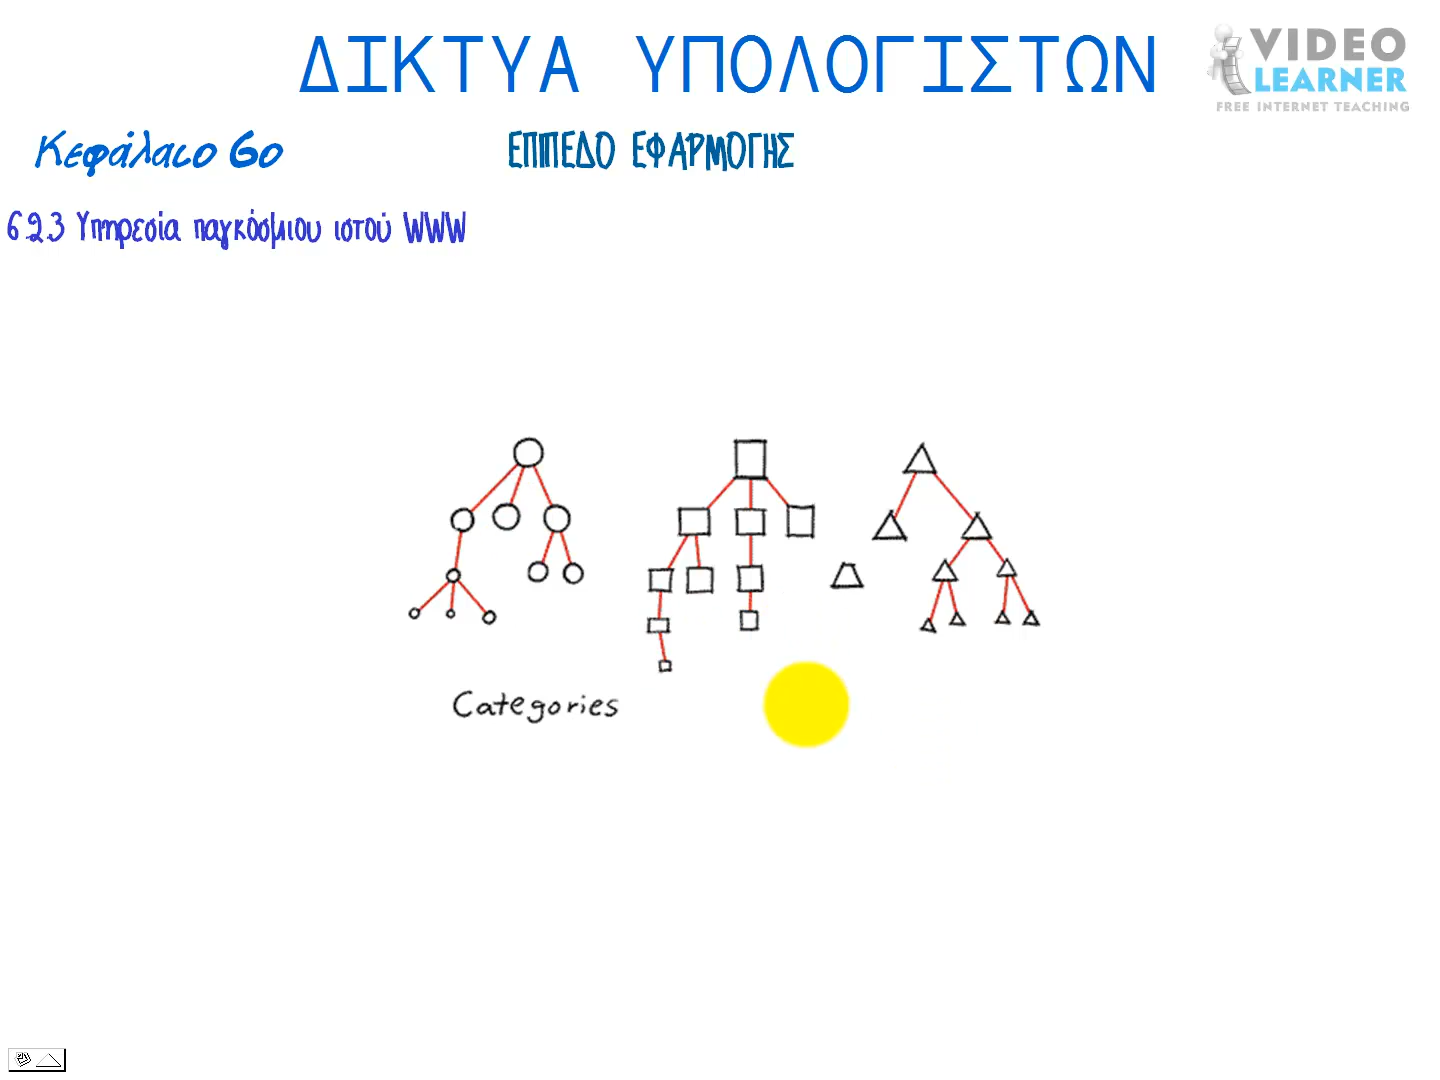 ΔΙΚΤΥΑ ΥΠΟΛΟΓΙΣΤΩΝ
VIDEO
LEARNER
FREE INTERNET TEACHING
Κεφάλαιο 6ο
ΕΠΙΠΕΔΟ ΕΦΑΡΜΟΓΗΣ
6.2.3 Υπηρεσία παγκόσμιου ιστού WWW
Categories